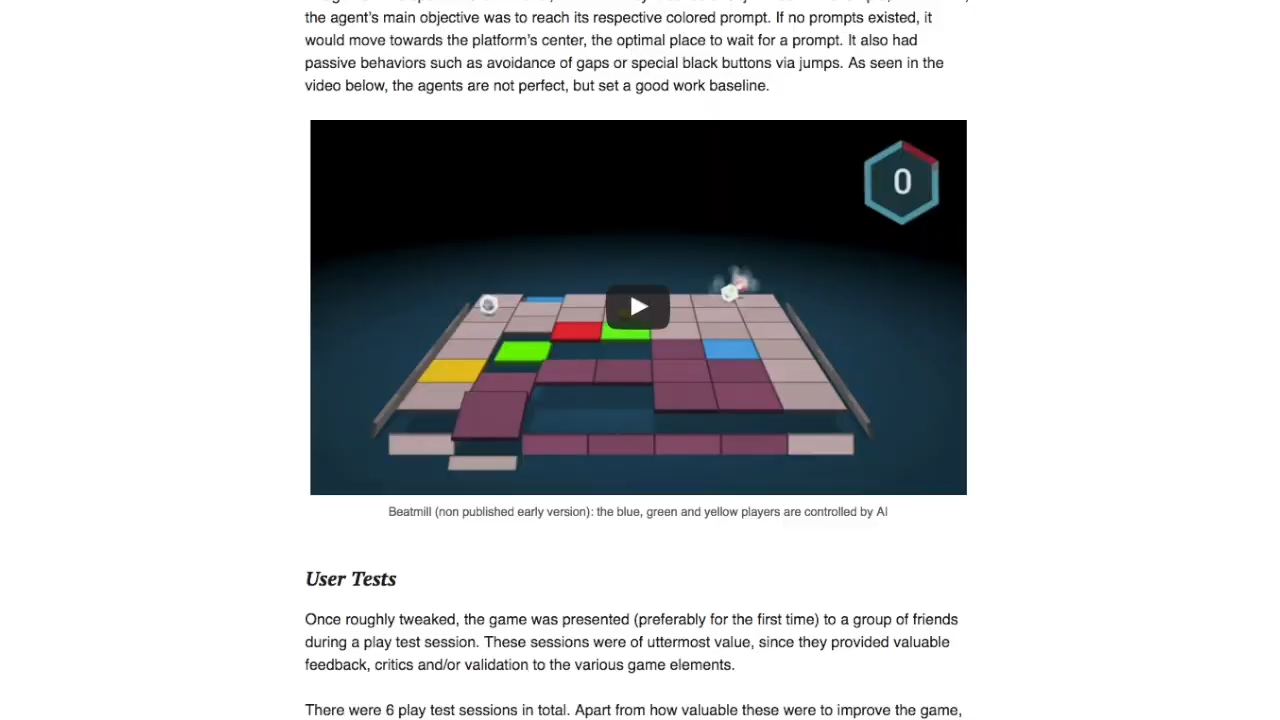 the agent's main objective was to reach its respective colored prompt. If no prompts existed, it
would move towards the platform's center, the optimal place to wait for a prompt. It also had
passive behaviors such as avoidance of gaps or special black buttons via jumps. As seen in the
video below, the agents are not perfect, but set a good work baseline.
0
Beatmill (non published early version): the blue, green and yellow players are controlled by AI
User Tests
Once roughly tweaked, the game was presented (preferably for the first time) to a group of friends
during a play test session. These sessions were of uttermost value, since they provided valuable
feedback, critics and/or validation to the various game elements.
There were 6 play test sessions in total. Apart from how valuable these were to improve the game,